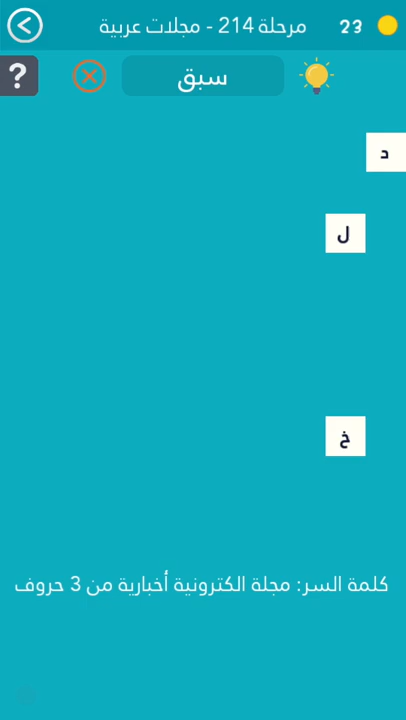 23 مرحلة 214 - مجلات عربية
سبق
?
د
ل
خ
كلمة السر: مجلة الكترونية أخبارية من 3 حروف